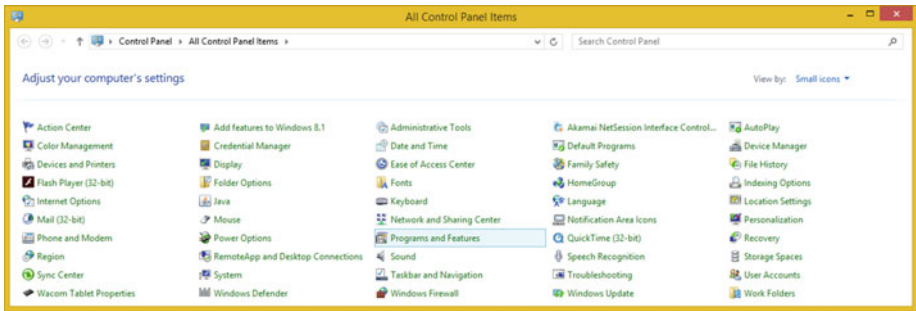 All Control Panel Items
Control Panel All Control Panel Items Search Control Panel
Adjust your computer's settings View by: Small icons
Action Center Add features to Windows 8.1 Administrative Tools Akamai NetSession Interface Control... AutoPlay
Color Management Credential Manager Date and Time Default Programs Device Manager
Devices and Printers Display Ease of Access Center Family Safety File History
Flash Player (32-bit) Folder Options Fonts HomeGroup Indexing Options
Internet Options Java Keyboard Language Location Settings
Mail (32-bit) Mouse Network and Sharing Center Notification Area Icons Personalization
Phone and Modem Power Options Programs and Features QuickTime (32-bit) Recovery
Region RemoteApp and Desktop Connections Sound Speech Recognition Storage Spaces
Sync Center System Taskbar and Navigation Troubleshooting User Accounts
Wacom Tablet Properties Windows Defender Windows Firewall Windows Update Work Folders